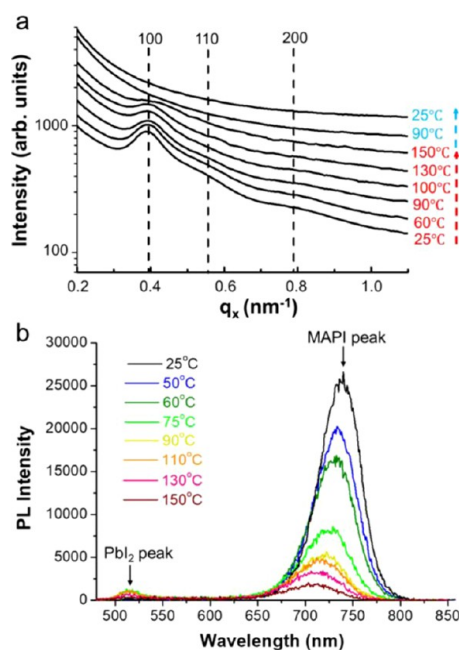 a
100 110 200
Intensity (arb. units)
1000
100
25℃
90℃
150℃
130℃
100℃
90℃
60℃
25℃
0.2 0.4 0.6 0.8 1.0
qₓ (nm⁻¹)
b
MAPI peak
PL Intensity
30000
25000
20000
15000
10000
5000
0
25°C
50°C
60°C
75°C
90°C
110°C
130°C
150°C
PbI₂ peak
500 550 600 650 700 750 800 850
Wavelength (nm)